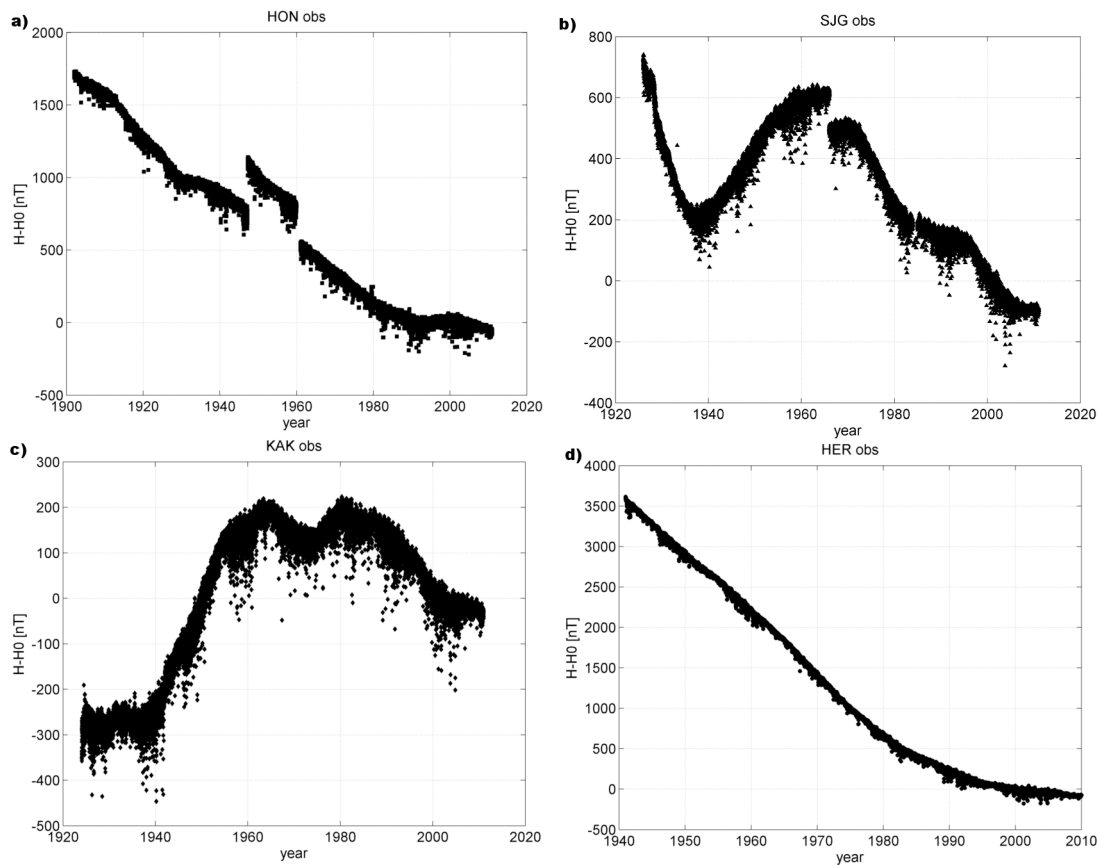 a)
HON obs
H-H0 [nT]
2000
1500
1000
500
0
-500
1900 1920 1940 1960 1980 2000 2020
year
b)
SJG obs
H-H0 [nT]
800
600
400
200
0
-200
-400
1920 1940 1960 1980 2000 2020
year
c)
KAK obs
H-H0 [nT]
300
200
100
0
-100
-200
-300
-400
-500
1920 1940 1960 1980 2000 2020
year
d)
HER obs
H-H0 [nT]
4000
3500
3000
2500
2000
1500
1000
500
0
-500
1940 1950 1960 1970 1980 1990 2000 2010
year